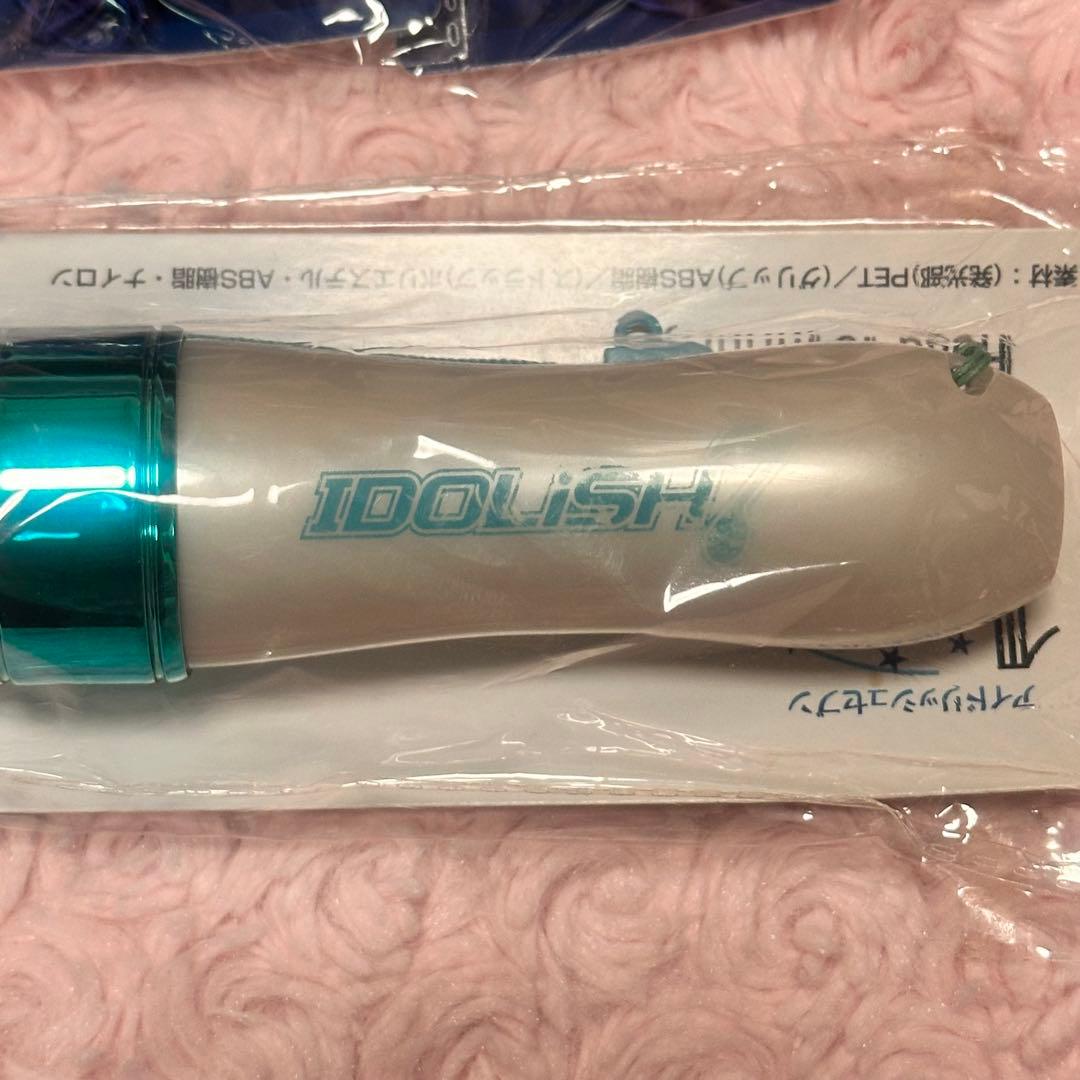 素材：(発光部)PET/(グリップ)ABS樹脂/(ストラップ)ポリエステル・ABS樹脂・ナイロン
IDOLiSH7
アイドリッシュセブン